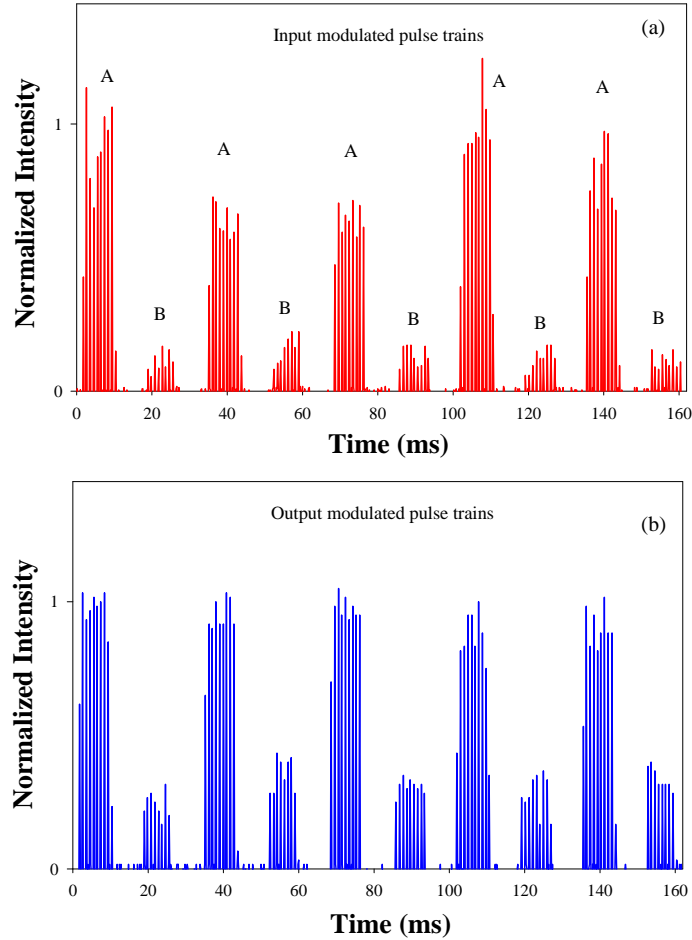 (a)
Input modulated pulse trains
A
A
A
A
A
B
B
B
B
B
Normalized Intensity
1
0
0 20 40 60 80 100 120 140 160
Time (ms)
Output modulated pulse trains
(b)
Normalized Intensity
1
0
0 20 40 60 80 100 120 140 160
Time (ms)